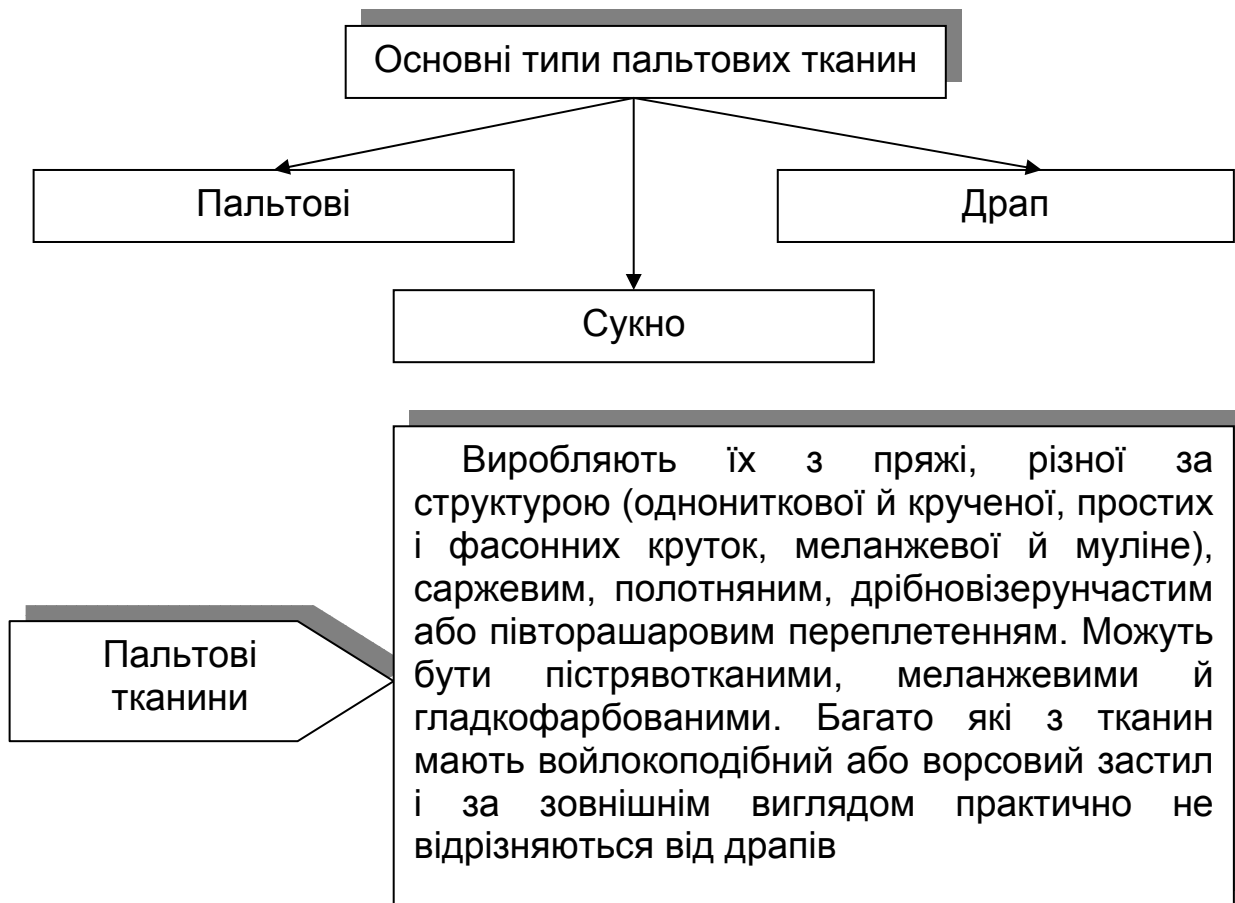 Основні типи пальтових тканин
Пальтові
Драп
Сукно
Виробляють їх з пряжі, різної за
структурою (однониткової й крученої, простих
і фасонних круток, меланжевої й муліне),
саржевим, полотняним, дрібновізерунчастим
або півторашаровим переплетенням. Можуть
бути пістрявотканими, меланжевими й
гладкофарбованими. Багато які з тканин
мають войлокоподібний або ворсовий застил
і за зовнішнім виглядом практично не
відрізняються від драпів
Пальтові
тканини